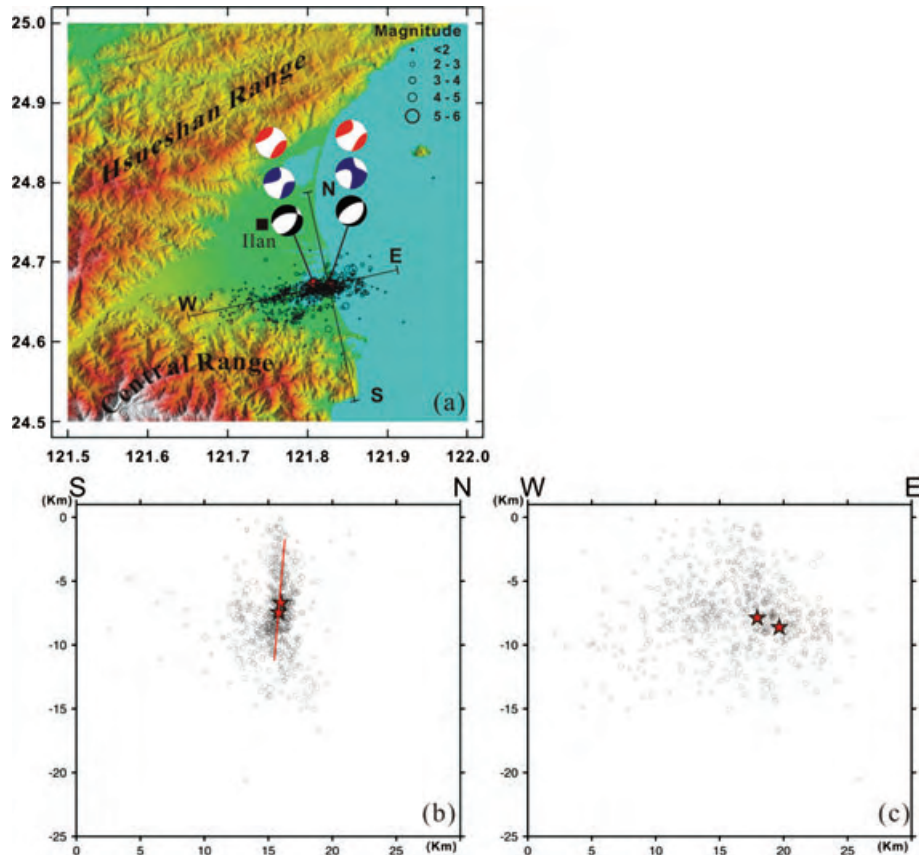 25.0
24.9
24.8
24.7
24.6
24.5
121.5 121.6 121.7 121.8 121.9 122.0
Magnitude
<2
2 - 3
3 - 4
4 - 5
5 - 6
Hsueshan Range
N
Ilan
E
W
Central Range
S
(a)
S N
(Km)
0
-5
-10
-15
-20
-25
0 5 10 15 20 25 (Km)
(b)
W E
(Km)
0
-5
-10
-15
-20
-25
0 5 10 15 20 25 (Km)
(c)